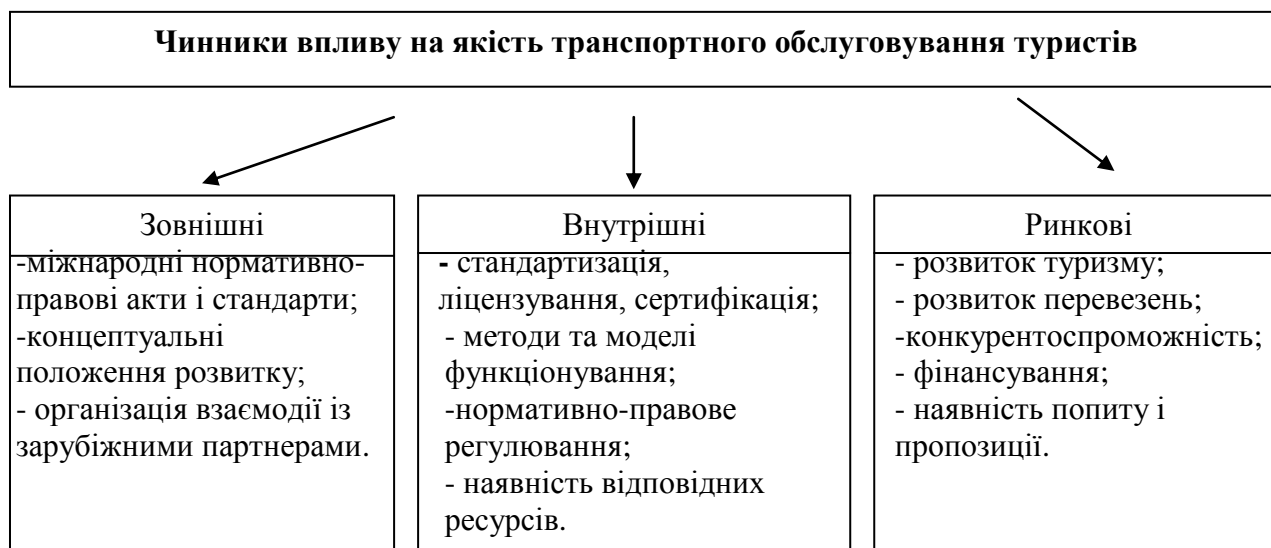 Чинники впливу на якість транспортного обслуговування туристів
Зовнішні
-міжнародні нормативно-
правові акти і стандарти;
-концептуальні
положення розвитку;
- організація взаємодії із
зарубіжними партнерами.
Внутрішні
- стандартизація,
ліцензування, сертифікація;
- методи та моделі
функціонування;
-нормативно-правове
регулювання;
- наявність відповідних
ресурсів.
Ринкові
- розвиток туризму;
- розвиток перевезень;
-конкурентоспроможність;
- фінансування;
- наявність попиту і
пропозиції.